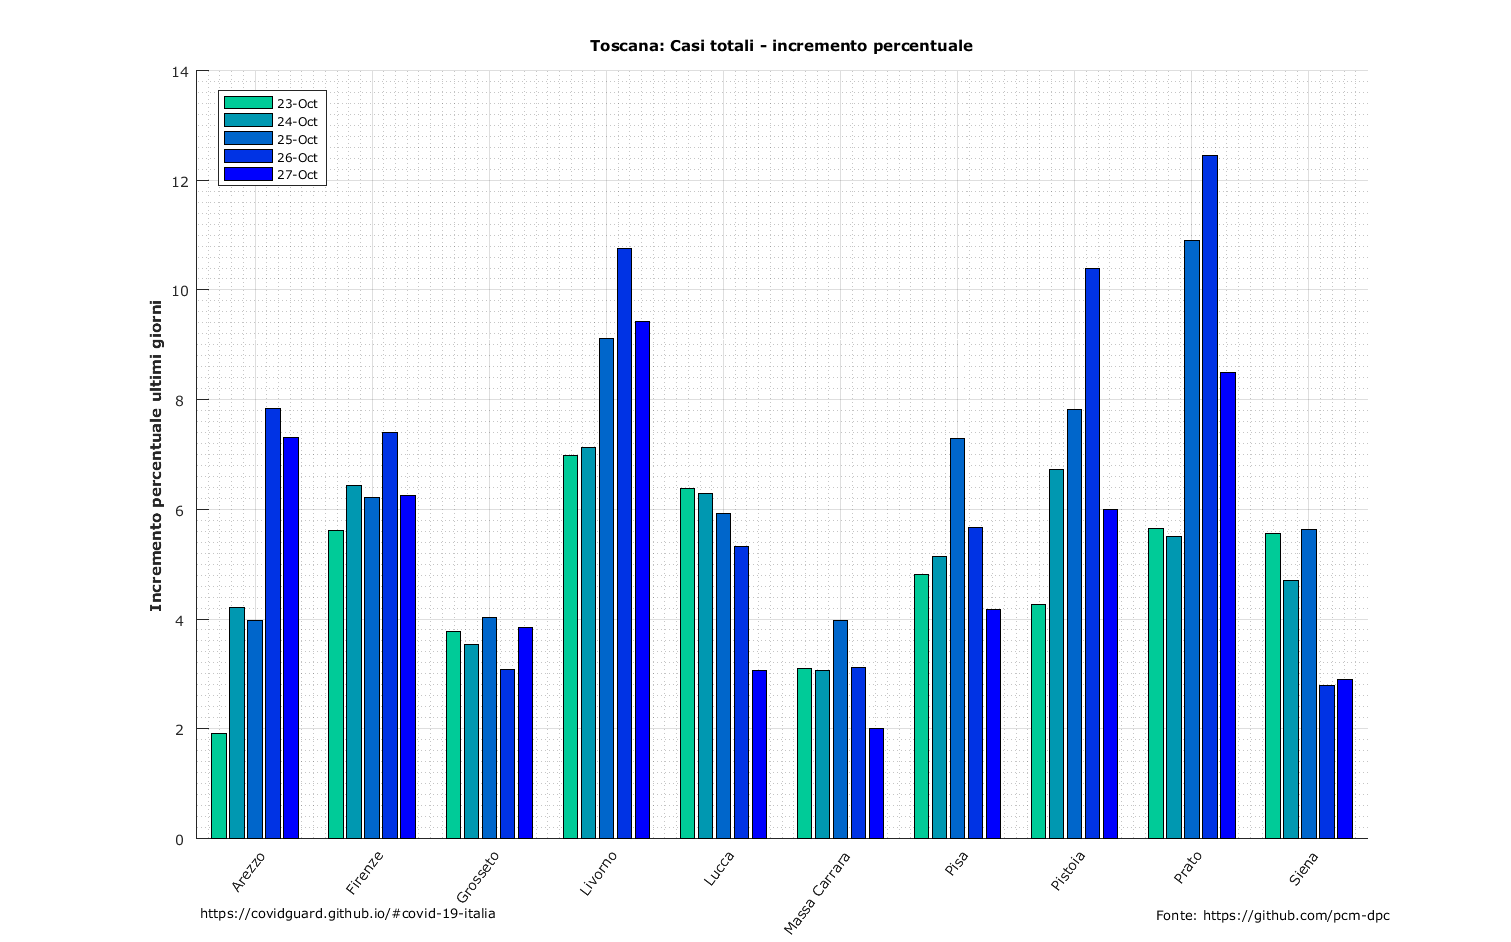 Toscana: Casi totali - incremento percentuale
14
12
10
8
6
4
2
0
Incremento percentuale ultimi giorni
23-Oct
24-Oct
25-Oct
26-Oct
27-Oct
Arezzo
Firenze
Grosseto
Livorno
Lucca
Massa Carrara
Pisa
Pistoia
Prato
Siena
https://covidguard.github.io/#covid-19-italia
Fonte: https://github.com/pcm-dpc